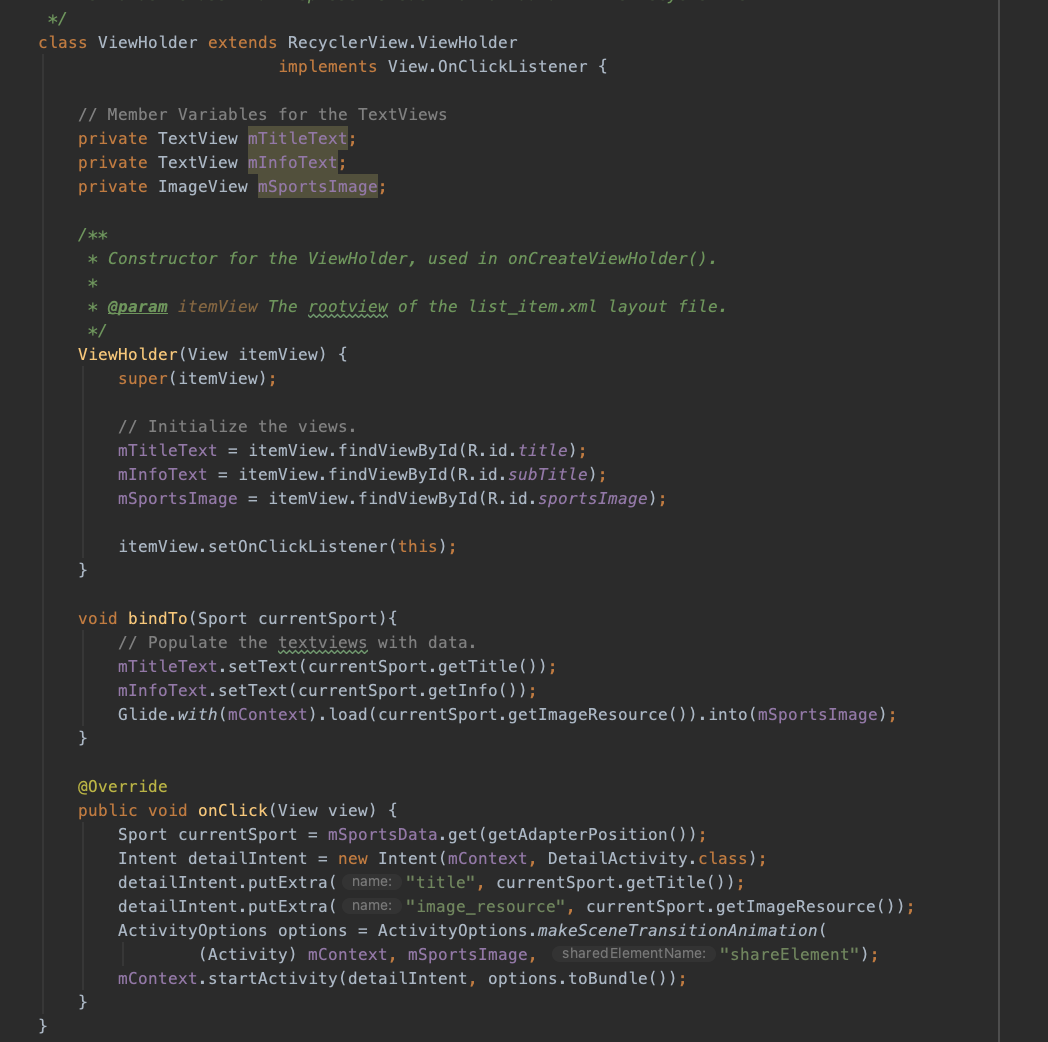 */
class ViewHolder extends RecyclerView.ViewHolder
implements View.OnClickListener {
// Member Variables for the TextViews
private TextView mTitleText;
private TextView mInfoText;
private ImageView mSportsImage;
/**
* Constructor for the ViewHolder, used in onCreateViewHolder().
*
* @param itemView The rootview of the list_item.xml layout file.
*/
ViewHolder(View itemView) {
super(itemView);
// Initialize the views.
mTitleText = itemView.findViewById(R.id.title);
mInfoText = itemView.findViewById(R.id.subTitle);
mSportsImage = itemView.findViewById(R.id.sportsImage);
itemView.setOnClickListener(this);
}
void bindTo(Sport currentSport){
// Populate the textviews with data.
mTitleText.setText(currentSport.getTitle());
mInfoText.setText(currentSport.getInfo());
Glide.with(mContext).load(currentSport.getImageResource()).into(mSportsImage);
}
@Override
public void onClick(View view) {
Sport currentSport = mSportsData.get(getAdapterPosition());
Intent detailIntent = new Intent(mContext, DetailActivity.class);
detailIntent.putExtra( name: "title", currentSport.getTitle());
detailIntent.putExtra( name: "image_resource", currentSport.getImageResource());
ActivityOptions options = ActivityOptions.makeSceneTransitionAnimation(
(Activity) mContext, mSportsImage, sharedElementName: "shareElement");
mContext.startActivity(detailIntent, options.toBundle());
}
}